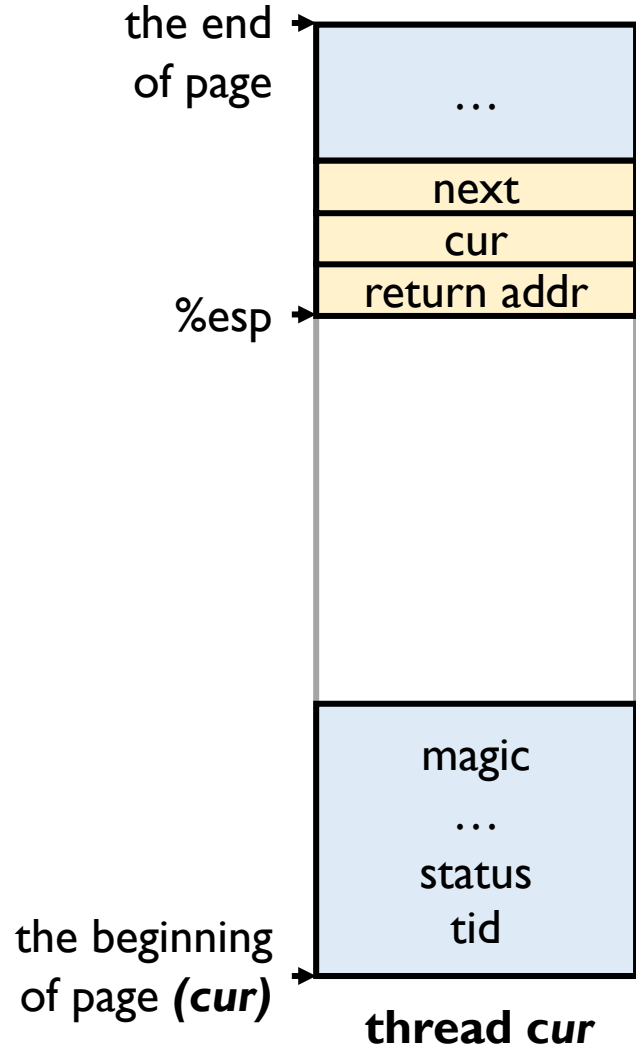 the end
of page
…
next
cur
return addr
%esp
magic
…
status
tid
the beginning
of page (cur)
thread cur